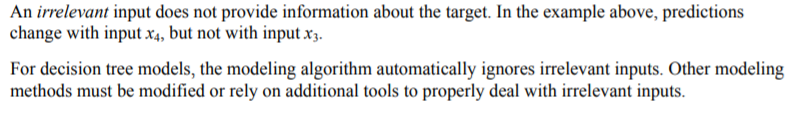 An irrelevant input does not provide information about the target. In the example above, predictions
change with input x₄, but not with input x₃.
For decision tree models, the modeling algorithm automatically ignores irrelevant inputs. Other modeling
methods must be modified or rely on additional tools to properly deal with irrelevant inputs.